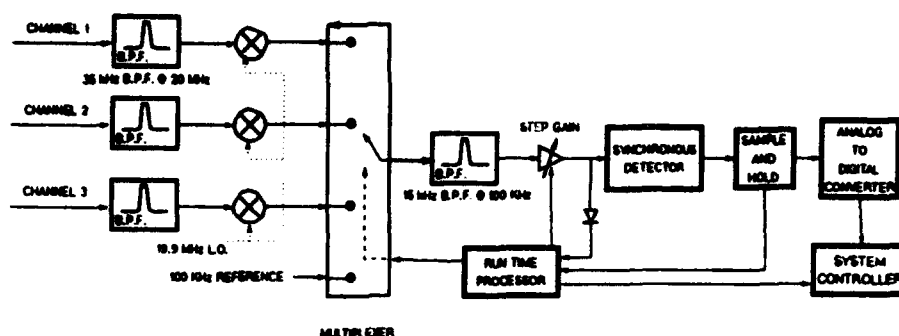 CHANNEL 1
B.P.F.
35 kHz B.P.F. @ 20 MHz
CHANNEL 2
B.P.F.
CHANNEL 3
B.P.F.
19.9 MHz L.O.
100 KHz REFERENCE
MULTIPLEXER
B.P.F.
15 kHz B.P.F. @ 100 KHz
STEP GAIN
SYNCHRONOUS
DETECTOR
SAMPLE
AND
HOLD
ANALOG
TO
DIGITAL
CONVERTER
RUN TIME
PROCESSOR
SYSTEM
CONTROLLER